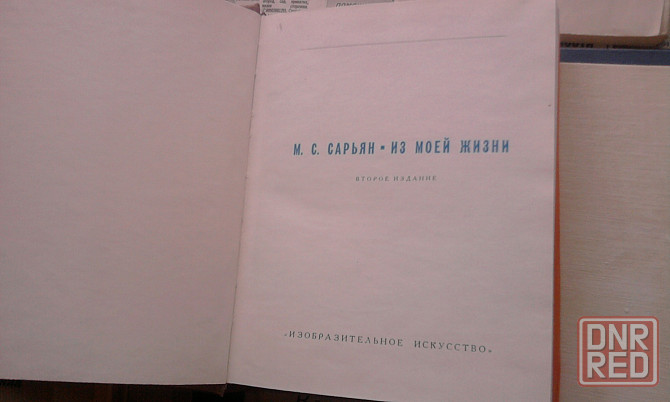 М. С. САРЬЯН • ИЗ МОЕЙ ЖИЗНИ
ВТОРОЕ ИЗДАНИЕ
«ИЗОБРАЗИТЕЛЬНОЕ ИСКУССТВО»
DNR
RED